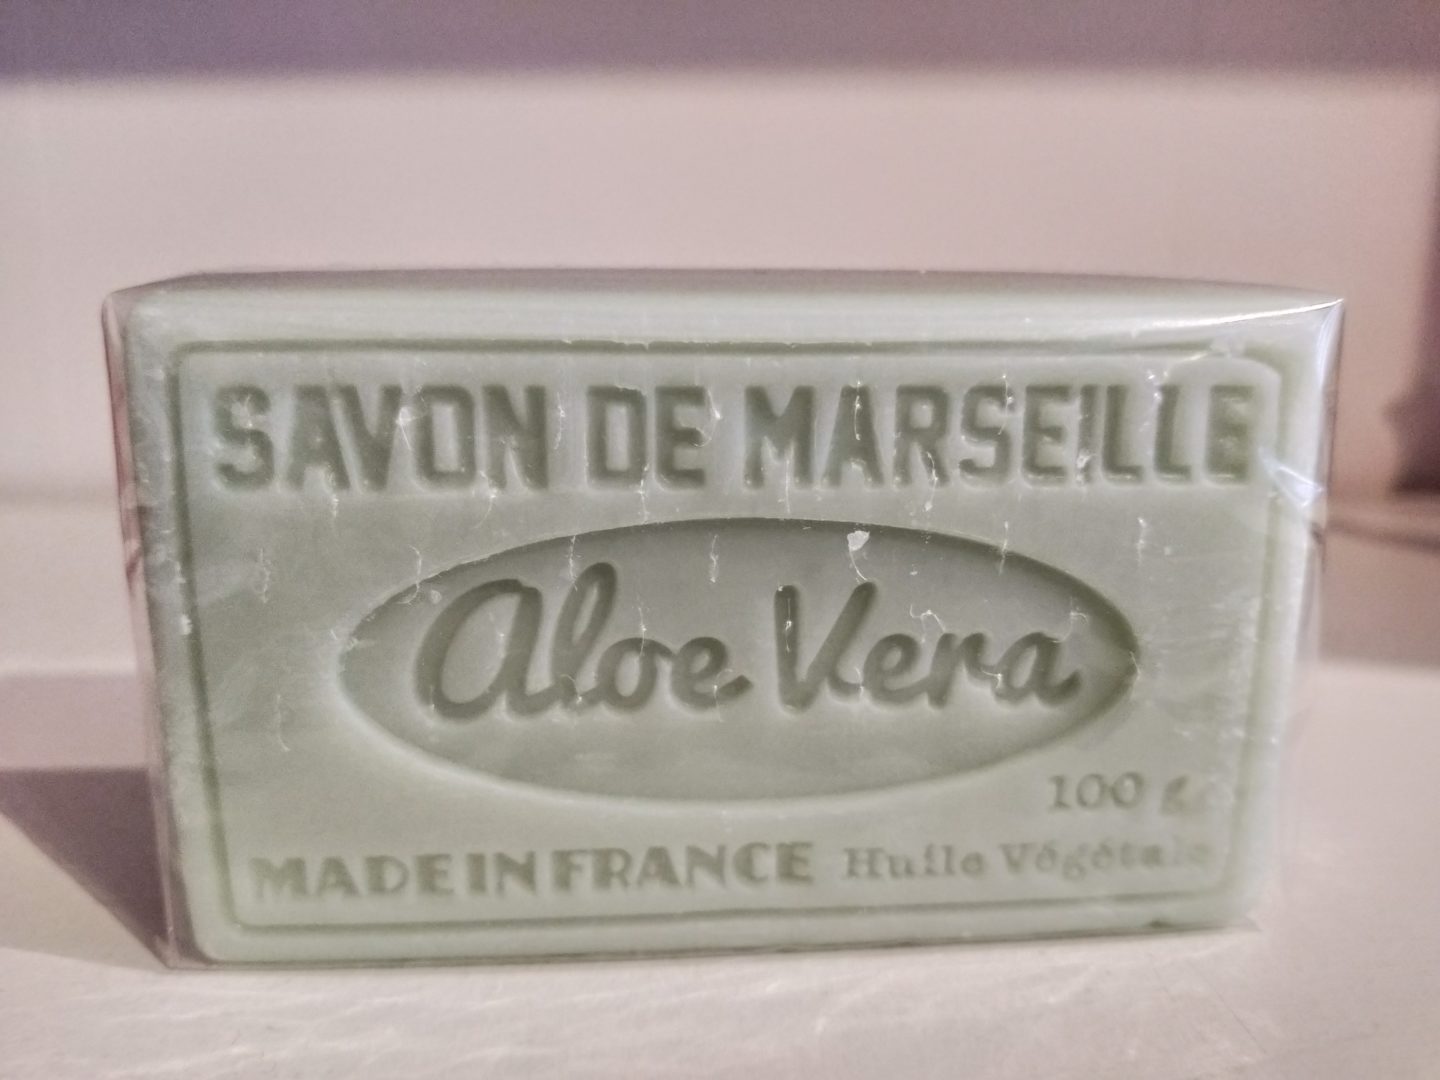 SAVON DE MARSEILLE
Aloe Vera
100 g
MADE IN FRANCE Huile Végétale